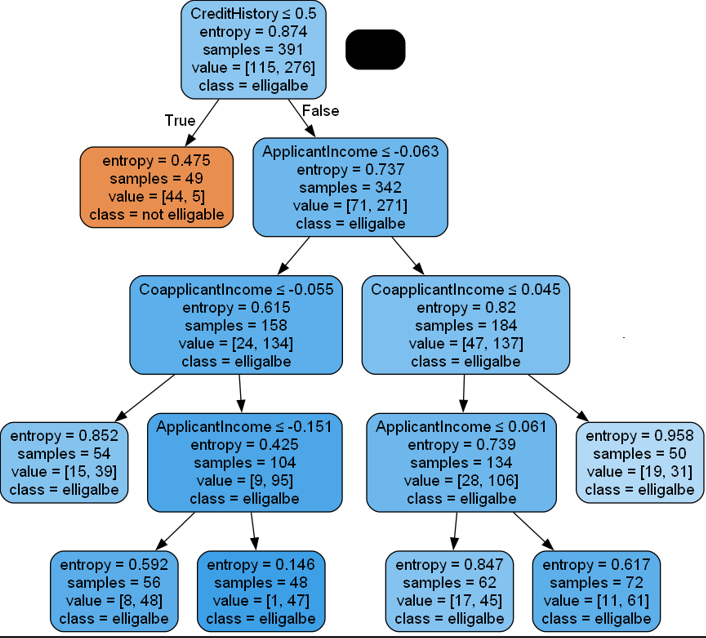 CreditHistory ≤ 0.5
entropy = 0.874
samples = 391
value = [115, 276]
class = elligalbe
True
False
entropy = 0.475
samples = 49
value = [44, 5]
class = not elligable
ApplicantIncome ≤ -0.063
entropy = 0.737
samples = 342
value = [71, 271]
class = elligalbe
CoapplicantIncome ≤ -0.055
entropy = 0.615
samples = 158
value = [24, 134]
class = elligalbe
CoapplicantIncome ≤ 0.045
entropy = 0.82
samples = 184
value = [47, 137]
class = elligalbe
entropy = 0.852
samples = 54
value = [15, 39]
class = elligalbe
ApplicantIncome ≤ -0.151
entropy = 0.425
samples = 104
value = [9, 95]
class = elligalbe
ApplicantIncome ≤ 0.061
entropy = 0.739
samples = 134
value = [28, 106]
class = elligalbe
entropy = 0.958
samples = 50
value = [19, 31]
class = elligalbe
entropy = 0.592
samples = 56
value = [8, 48]
class = elligalbe
entropy = 0.146
samples = 48
value = [1, 47]
class = elligalbe
entropy = 0.847
samples = 62
value = [17, 45]
class = elligalbe
entropy = 0.617
samples = 72
value = [11, 61]
class = elligalbe